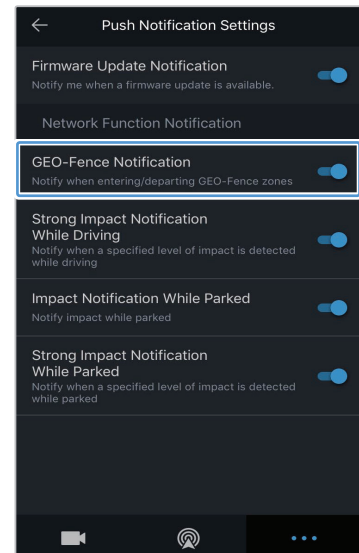 Push Notification Settings
Firmware Update Notification
Notify me when a firmware update is available.
Network Function Notification
GEO-Fence Notification
Notify when entering/departing GEO-Fence zones
Strong Impact Notification
While Driving
Notify when a specified level of impact is detected
while driving
Impact Notification While Parked
Notify impact while parked
Strong Impact Notification
While Parked
Notify when a specified level of impact is detected
while parked